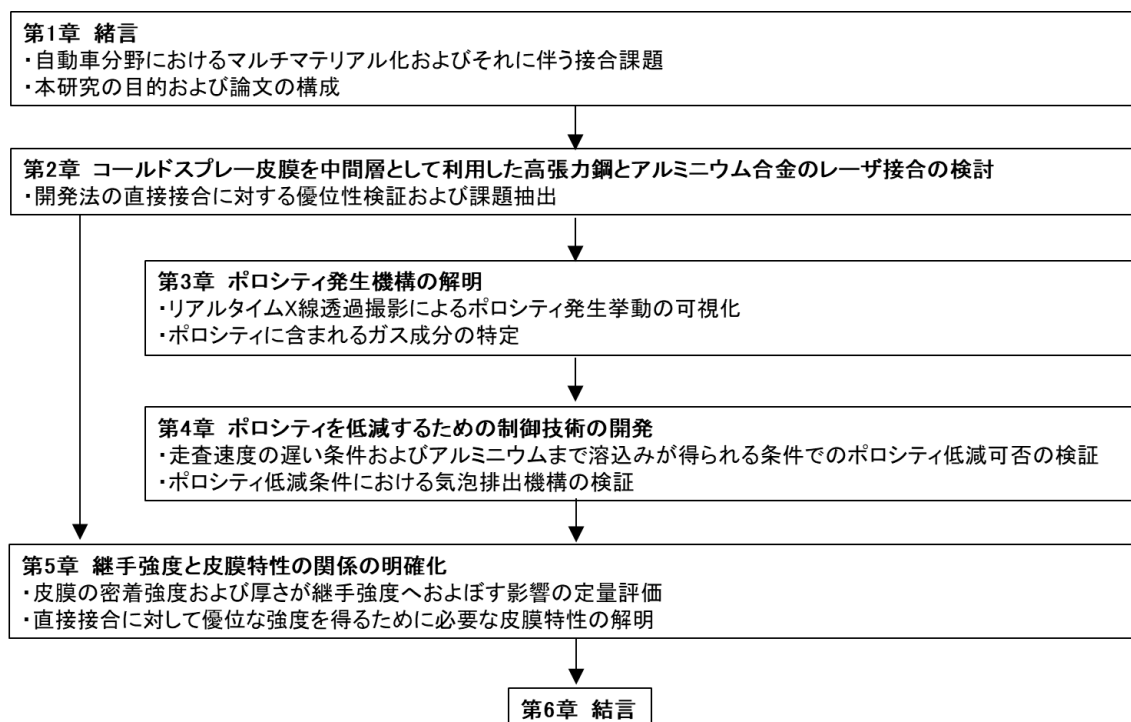 第1章 緒言
・自動車分野におけるマルチマテリアル化およびそれに伴う接合課題
・本研究の目的および論文の構成
第2章 コールドスプレー皮膜を中間層として利用した高張力鋼とアルミニウム合金のレーザ接合の検討
・開発法の直接接合に対する優位性検証および課題抽出
第3章 ポロシティ発生機構の解明
・リアルタイムX線透過撮影によるポロシティ発生挙動の可視化
・ポロシティに含まれるガス成分の特定
第4章 ポロシティを低減するための制御技術の開発
・走査速度の遅い条件およびアルミニウムまで溶込みが得られる条件でのポロシティ低減可否の検証
・ポロシティ低減条件における気泡排出機構の検証
第5章 継手強度と皮膜特性の関係の明確化
・皮膜の密着強度および厚さが継手強度へおよぼす影響の定量評価
・直接接合に対して優位な強度を得るために必要な皮膜特性の解明
第6章 結言